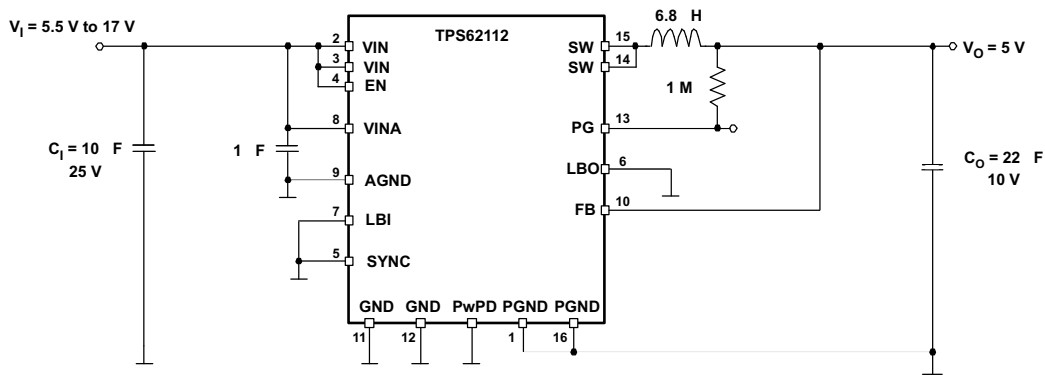 V_I = 5.5 V to 17 V
TPS62112
6.8 H
2 VIN
3 VIN
4 EN
8 VINA
9 AGND
7 LBI
5 SYNC
SW 15
SW 14
PG 13
LBO 6
FB 10
1 M
V_O = 5 V
C_I = 10 F
25 V
1 F
C_O = 22 F
10 V
GND GND PwPD PGND PGND
11 12 1 16